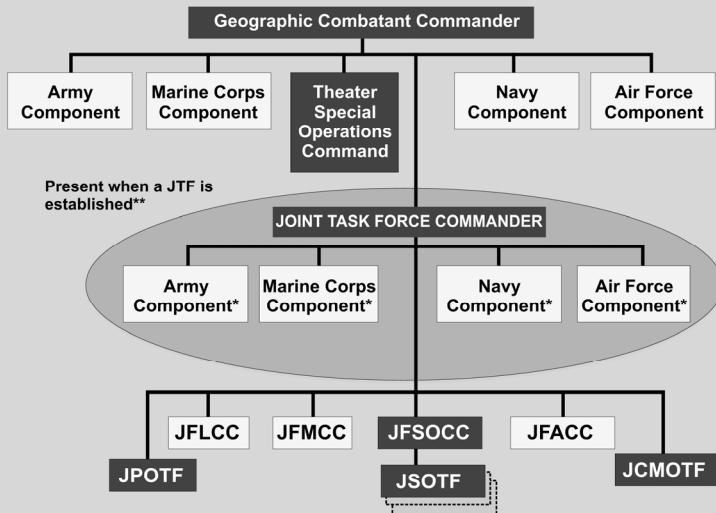 Geographic Combatant Commander
Army
Component
Marine Corps
Component
Theater
Special
Operations
Command
Navy
Component
Air Force
Component
Present when a JTF is
established**
JOINT TASK FORCE COMMANDER
Army
Component*
Marine Corps
Component*
Navy
Component*
Air Force
Component*
JFLCC
JFMCC
JFSOCC
JFACC
JPOTF
JSOTF
JCMOTF